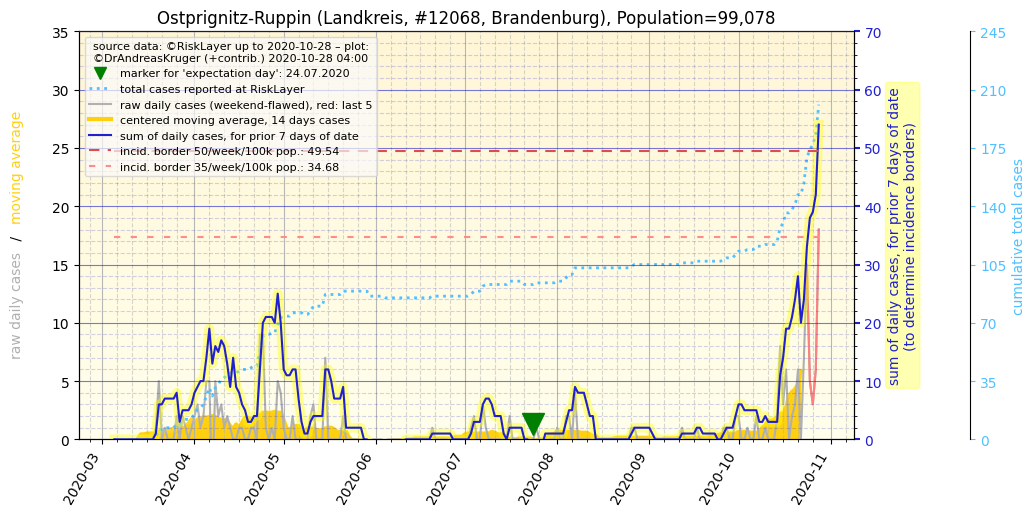 Ostprignitz-Ruppin (Landkreis, #12068, Brandenburg), Population=99,078
source data: ©RiskLayer up to 2020-10-28 – plot:
©DrAndreasKruger (+contrib.) 2020-10-28 04:00
marker for 'expectation day': 24.07.2020
total cases reported at RiskLayer
raw daily cases (weekend-flawed), red: last 5
centered moving average, 14 days cases
sum of daily cases, for prior 7 days of date
incid. border 50/week/100k pop.: 49.54
incid. border 35/week/100k pop.: 34.68
raw daily cases / moving average
35
30
25
20
15
10
5
0
2020-03
2020-04
2020-05
2020-06
2020-07
2020-08
2020-09
2020-10
2020-11
70
60
50
40
30
20
10
0
sum of daily cases, for prior 7 days of date
(to determine incidence borders)
245
210
175
140
105
70
35
0
cumulative total cases